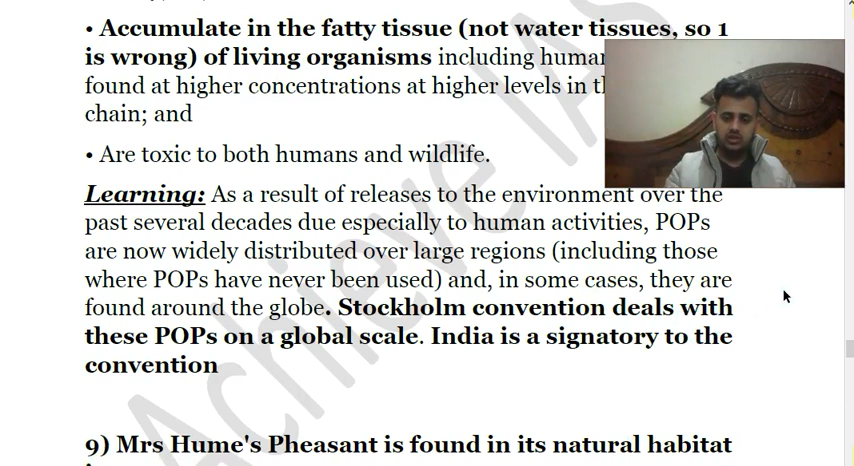 • Accumulate in the fatty tissue (not water tissues, so 1
is wrong) of living organisms including
found at higher concentrations at higher levels in
chain; and
• Are toxic to both humans and wildlife.
Learning: As a result of releases to the environment over the
past several decades due especially to human activities, POPs
are now widely distributed over large regions (including those
where POPs have never been used) and, in some cases, they are
found around the globe. Stockholm convention deals with
these POPs on a global scale. India is a signatory to the
convention
9) Mrs Hume's Pheasant is found in its natural habitat
Achieve IAS